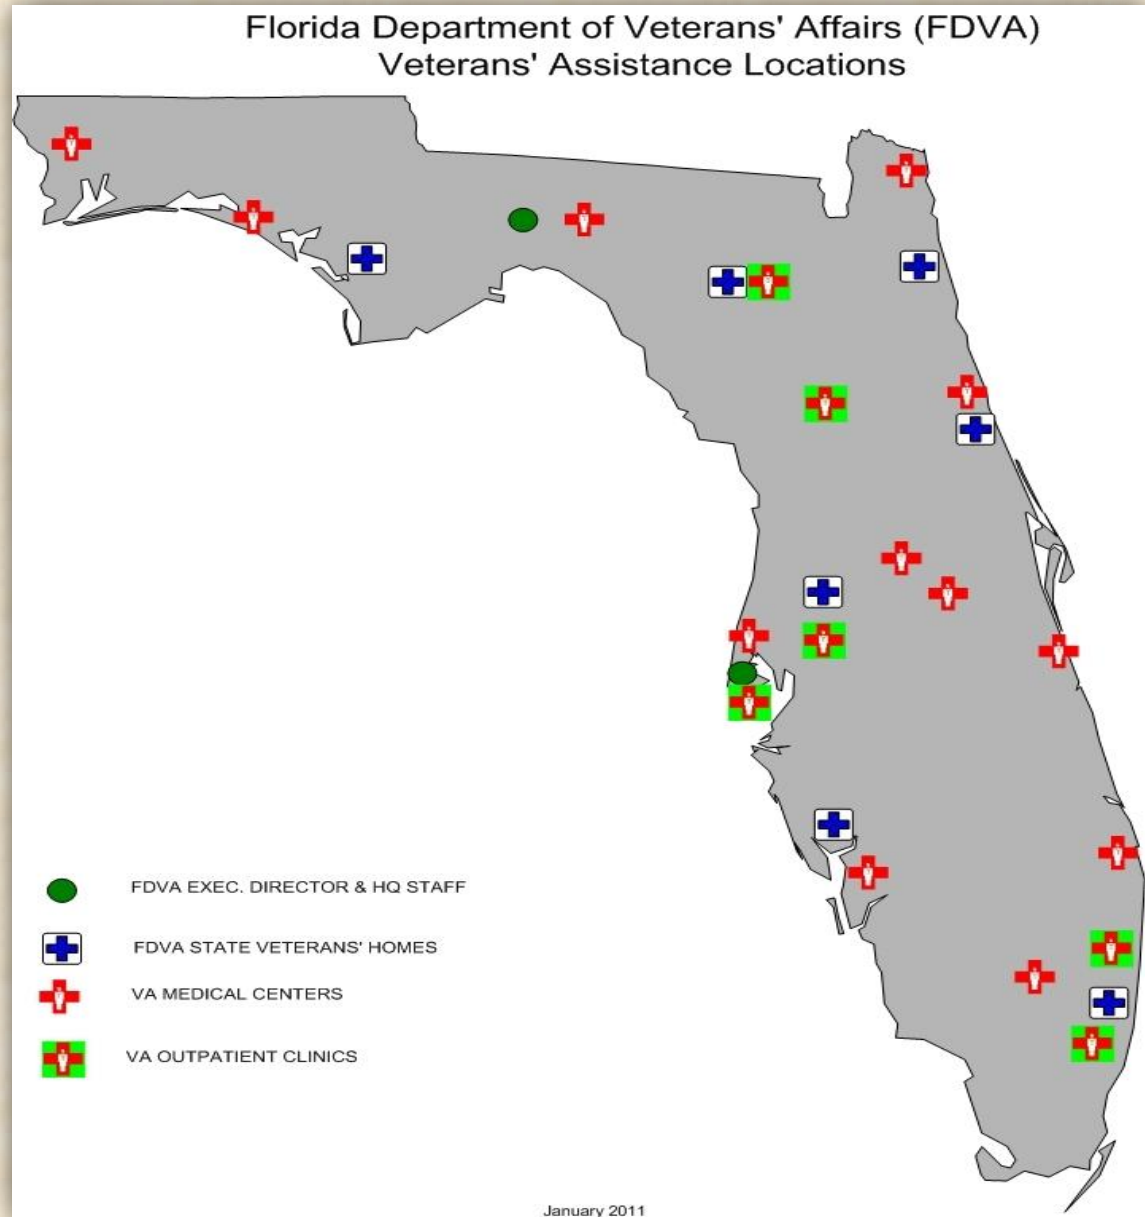 Florida Department of Veterans' Affairs (FDVA)
Veterans' Assistance Locations
FDVA EXEC. DIRECTOR & HQ STAFF
FDVA STATE VETERANS' HOMES
VA MEDICAL CENTERS
VA OUTPATIENT CLINICS
January 2011